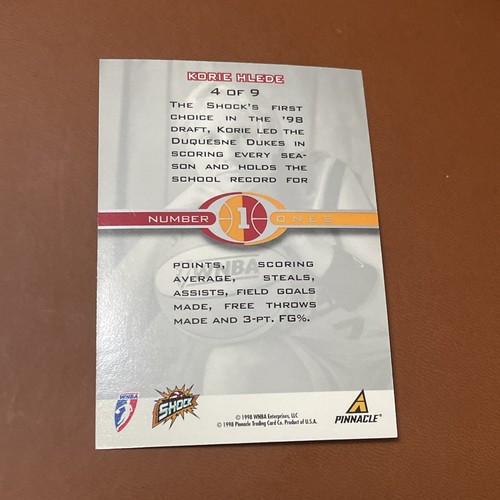 KORIE HLEDE
4 OF 9
THE SHOCK'S FIRST
CHOICE IN THE '98
DRAFT, KORIE LED THE
DUQUESNE DUKES IN
SCORING EVERY SEA-
SON AND HOLDS THE
SCHOOL RECORD FOR
NUMBER 1 ONES
WNBA
POINTS, SCORING
AVERAGE, STEALS,
ASSISTS, FIELD GOALS
MADE, FREE THROWS
MADE AND 3-PT. FG%.
WNBA
SHOCK
© 1998 WNBA Enterprises, LLC
© 1998 Pinnacle Trading Card Co. Product of U.S.A.
PINNACLE®